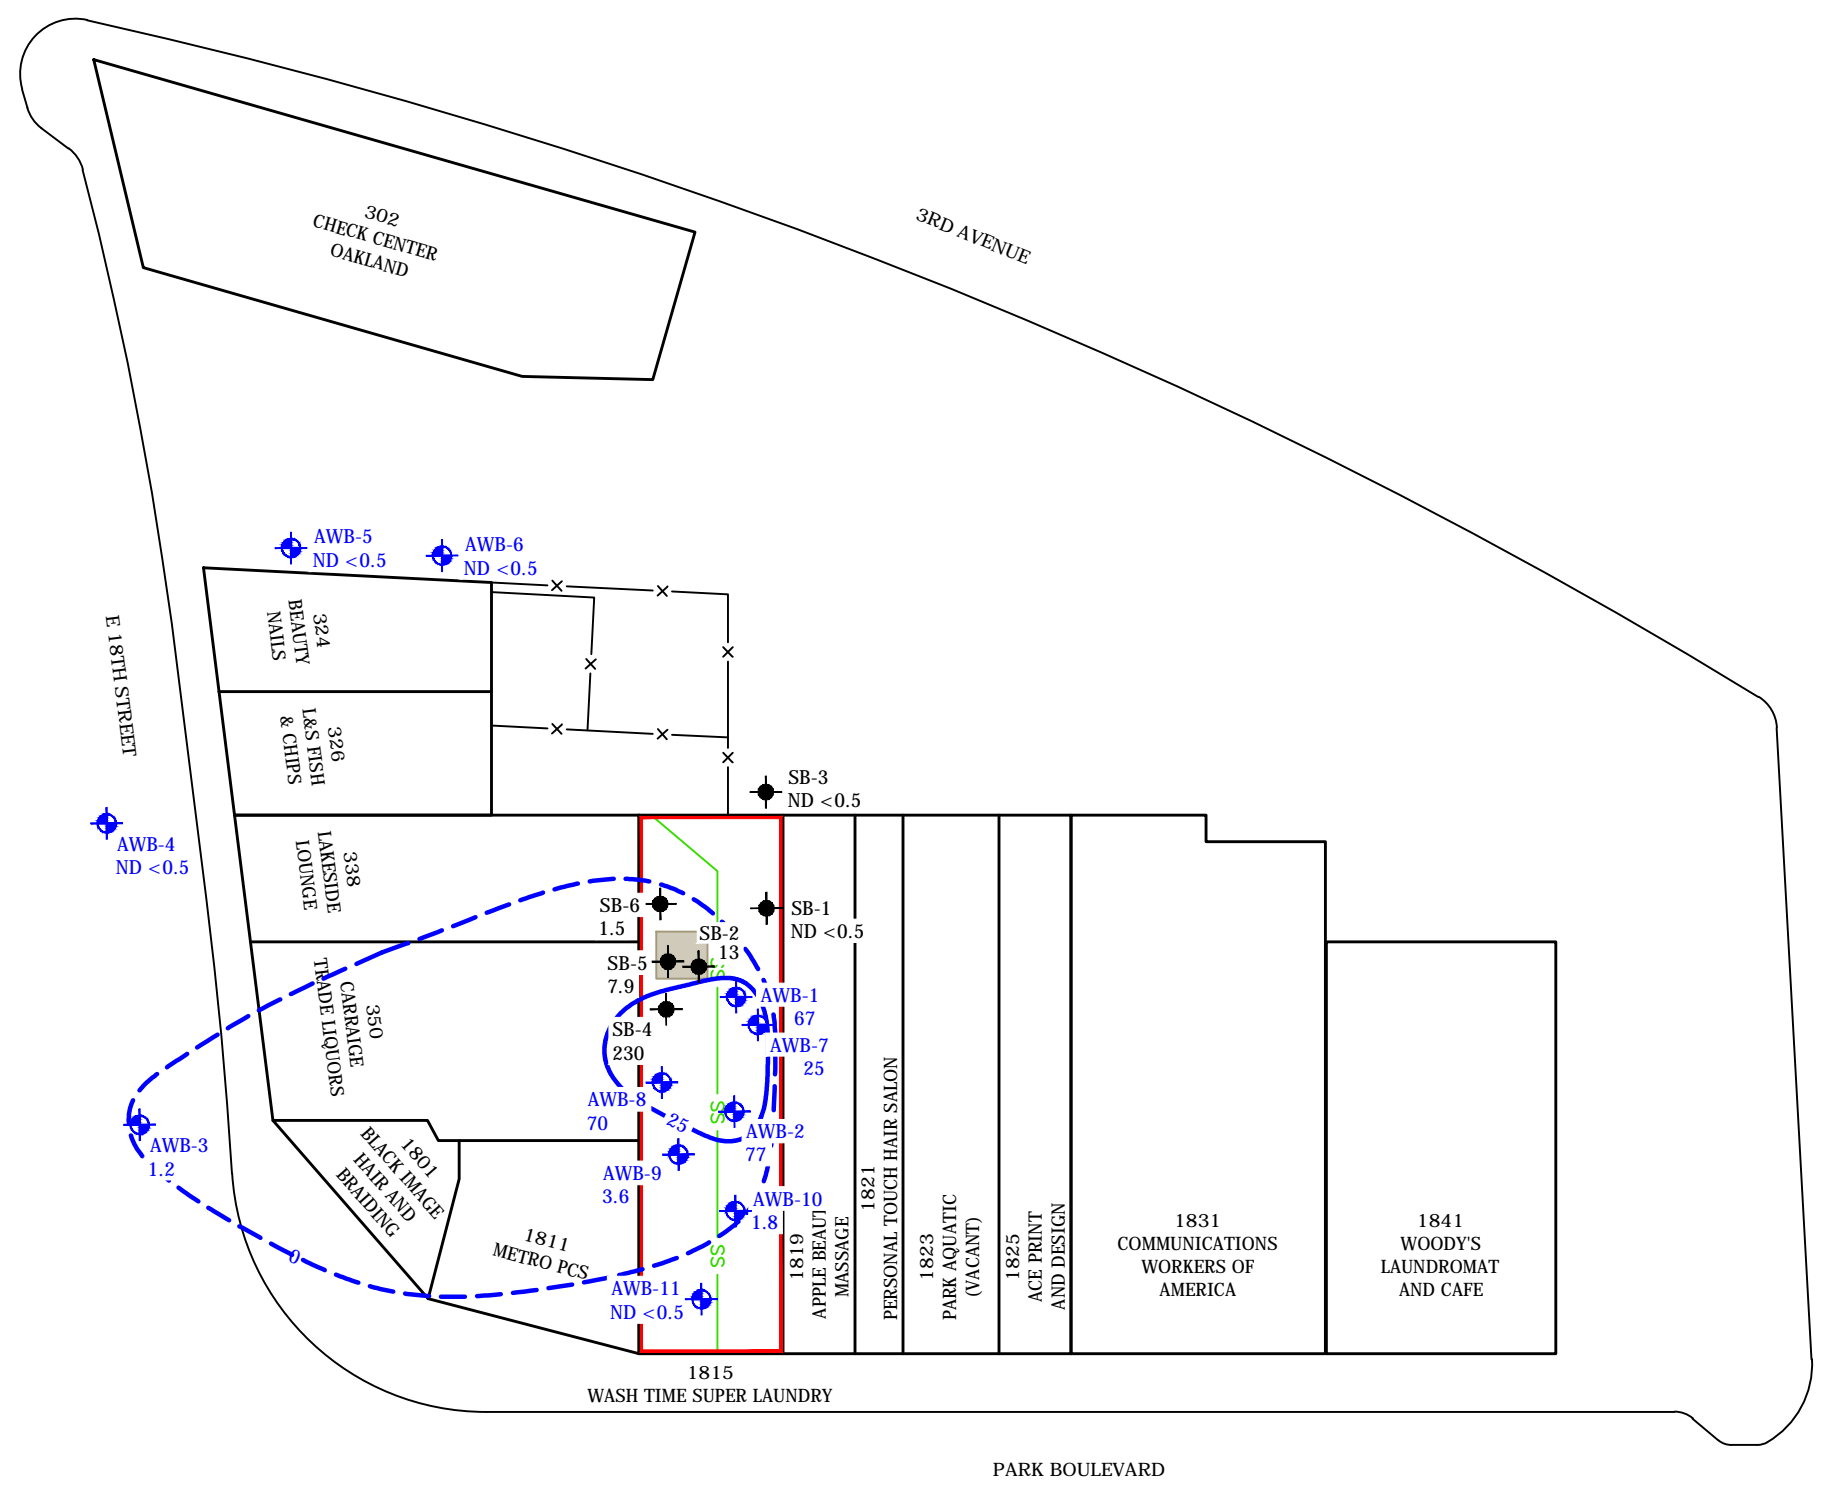 302
CHECK CENTER
OAKLAND
3RD AVENUE
AWB-5
ND <0.5
AWB-6
ND <0.5
324
BEAUTY
NAILS
E 18TH STREET
326
L&S FISH
& CHIPS
SB-3
ND <0.5
AWB-4
ND <0.5
338
LAKESIDE
LOUNGE
SB-6
1.5
SB-1
ND <0.5
SB-2
13
SS
SB-5
7.9
350
CARRAIGE
TRADE LIQUORS
AWB-1
67
SB-4
230
AWB-7
25
AWB-8
70
25
SS
AWB-2
77
AWB-3
1.2
1801
BLACK IMAGE
HAIR AND
BRAIDING
AWB-9
3.6
AWB-10
1.8
0
1811
METRO PCS
SS
AWB-11
ND <0.5
1819
APPLE BEAUT
MASSAGE
1821
PERSONAL TOUCH HAIR SALON
1823
PARK AQUATIC
(VACANT)
1825
ACE PRINT
AND DESIGN
1831
COMMUNICATIONS
WORKERS OF
AMERICA
1841
WOODY'S
LAUNDROMAT
AND CAFE
1815
WASH TIME SUPER LAUNDRY
PARK BOULEVARD